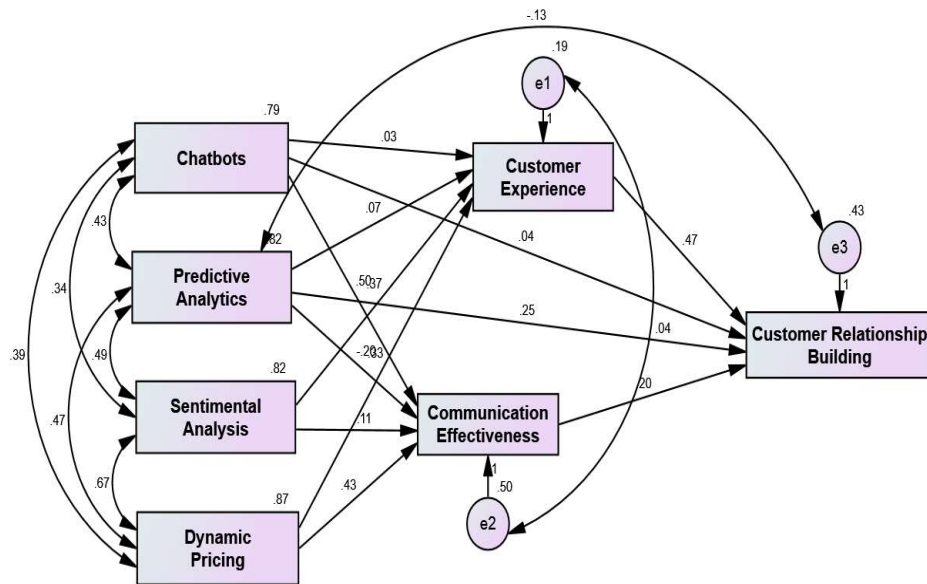 -.13
.19
e1
1
.79
Chatbots
.03
Customer
Experience
.43
e3
1
.07
.04
.47
.43
.82
Predictive
Analytics
.50
.37
.34
.25
.04
Customer Relationship
Building
.39
.49
-.20
.33
.82
Sentimental
Analysis
.47
.11
Communication
Effectiveness
.20
.67
.43
.87
1
.50
e2
Dynamic
Pricing